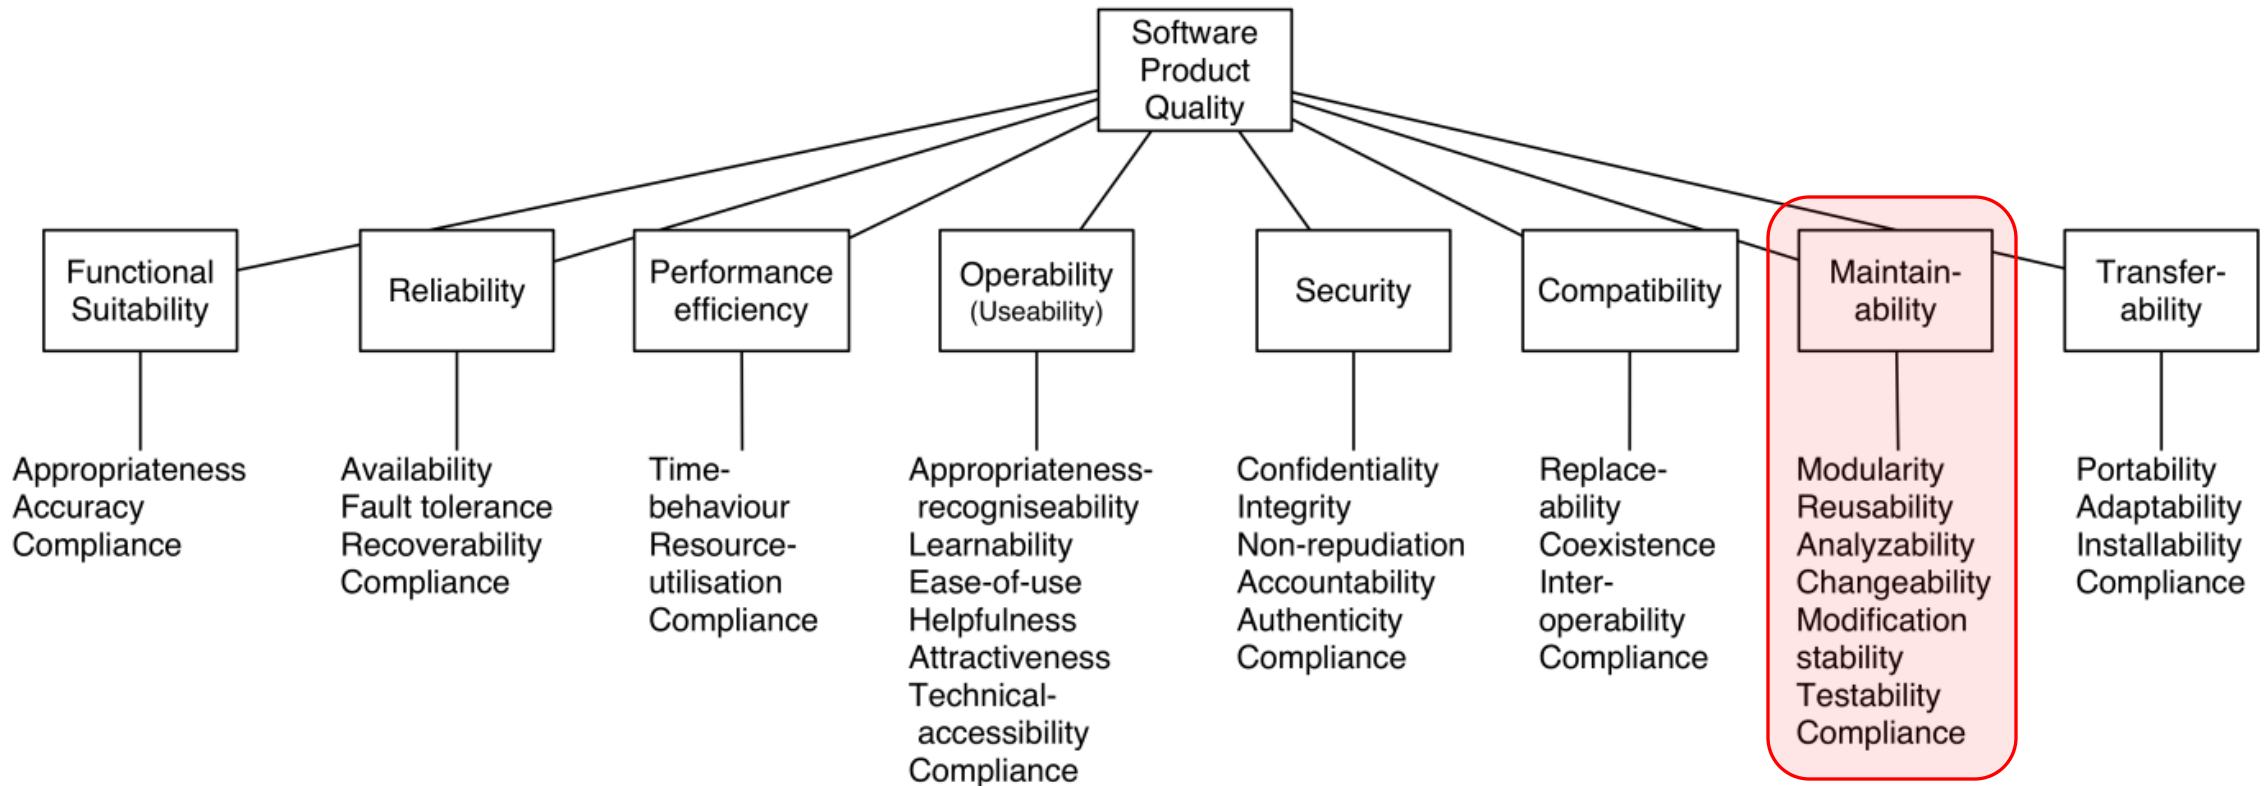 Software
Product
Quality
Functional
Suitability
Reliability
Performance
efficiency
Operability
(Useability)
Security
Compatibility
Maintain-
ability
Transfer-
ability
Appropriateness
Accuracy
Compliance
Availability
Fault tolerance
Recoverability
Compliance
Time-
behaviour
Resource-
utilisation
Compliance
Appropriateness-
recogniseability
Learnability
Ease-of-use
Helpfulness
Attractiveness
Technical-
accessibility
Compliance
Confidentiality
Integrity
Non-repudiation
Accountability
Authenticity
Compliance
Replace-
ability
Coexistence
Inter-
operability
Compliance
Modularity
Reusability
Analyzability
Changeability
Modification
stability
Testability
Compliance
Portability
Adaptability
Installability
Compliance